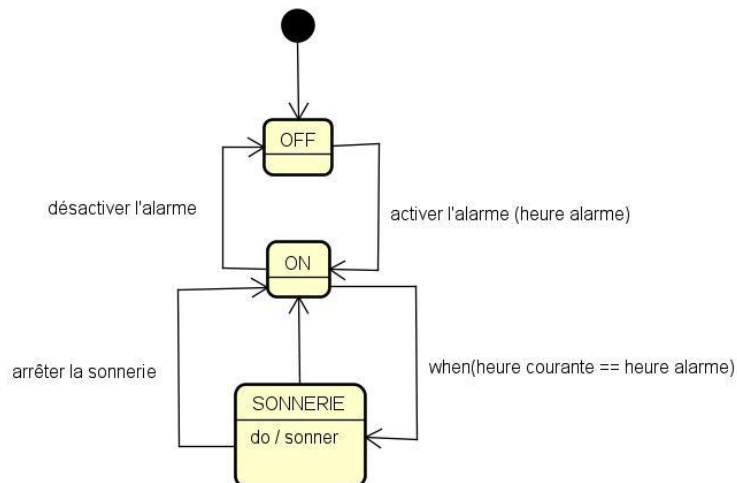 OFF
désactiver l'alarme
activer l'alarme (heure alarme)
ON
arrêter la sonnerie
when(heure courante == heure alarme)
SONNERIE
do / sonner